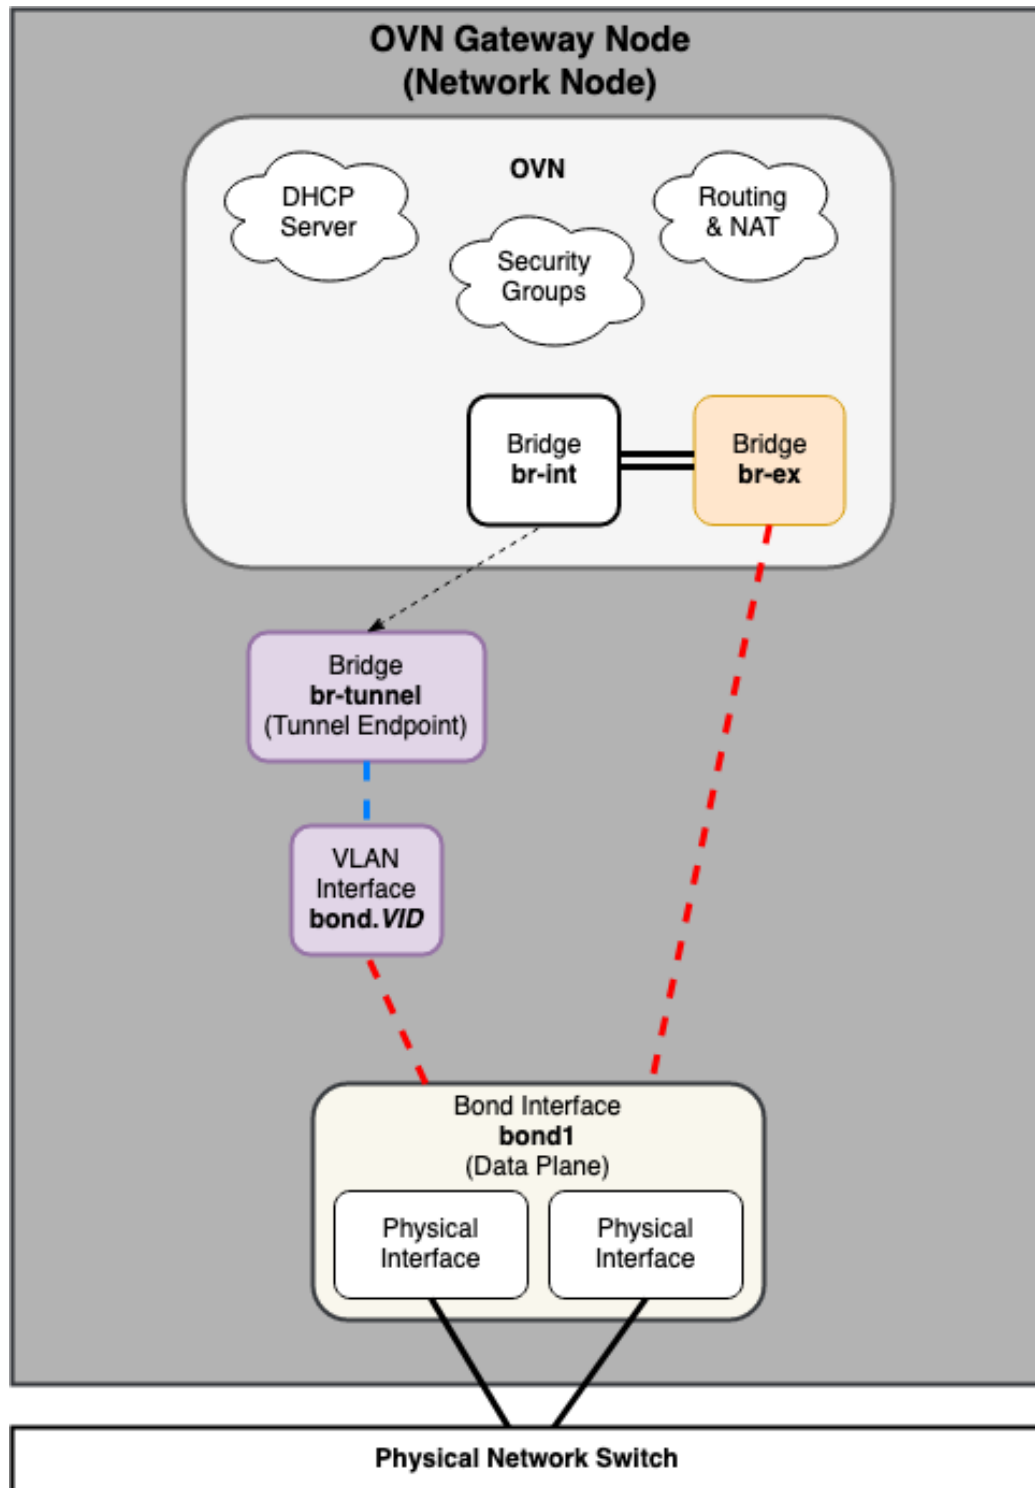 OVN Gateway Node
(Network Node)
OVN
DHCP
Server
Routing
& NAT
Security
Groups
Bridge
br-int
Bridge
br-ex
Bridge
br-tunnel
(Tunnel Endpoint)
VLAN
Interface
bond.VID
Bond Interface
bond1
(Data Plane)
Physical
Interface
Physical
Interface
Physical Network Switch